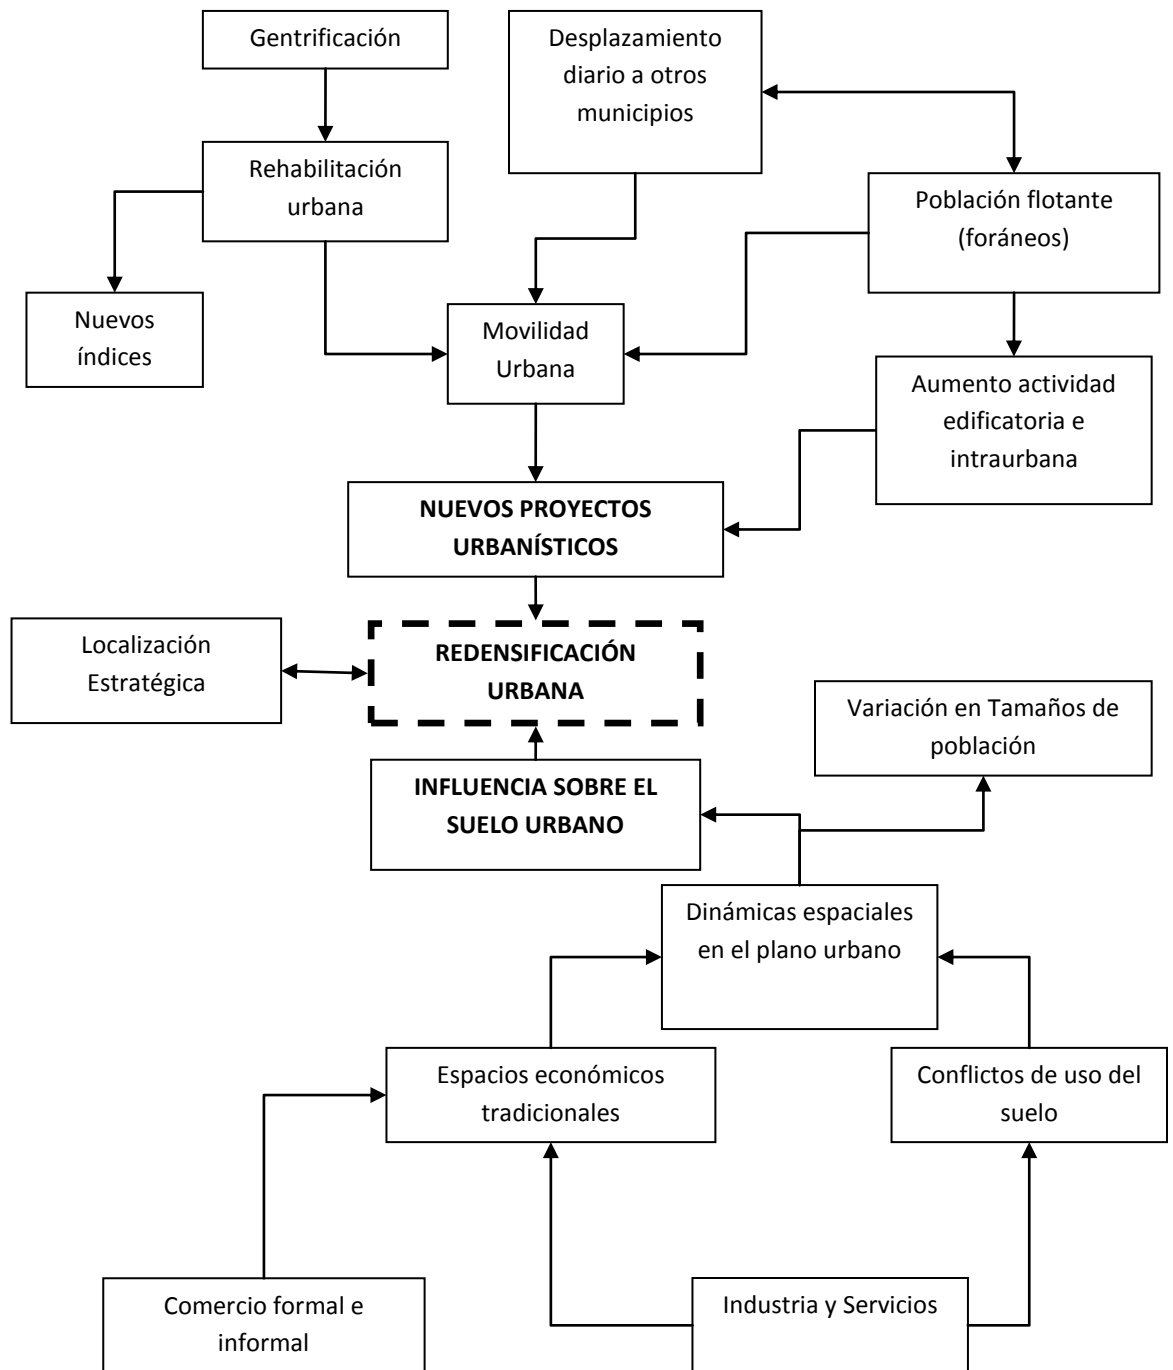 Gentrificación
Desplazamiento
diario a otros
municipios
Rehabilitación
urbana
Población flotante
(foráneos)
Nuevos
índices
Movilidad
Urbana
Aumento actividad
edificatoria e
intraurbana
NUEVOS PROYECTOS
URBANÍSTICOS
Localización
Estratégica
REDENSIFICACIÓN
URBANA
Variación en Tamaños de
población
INFLUENCIA SOBRE EL
SUELO URBANO
Dinámicas espaciales
en el plano urbano
Espacios económicos
tradicionales
Conflictos de uso del
suelo
Comercio formal e
informal
Industria y Servicios